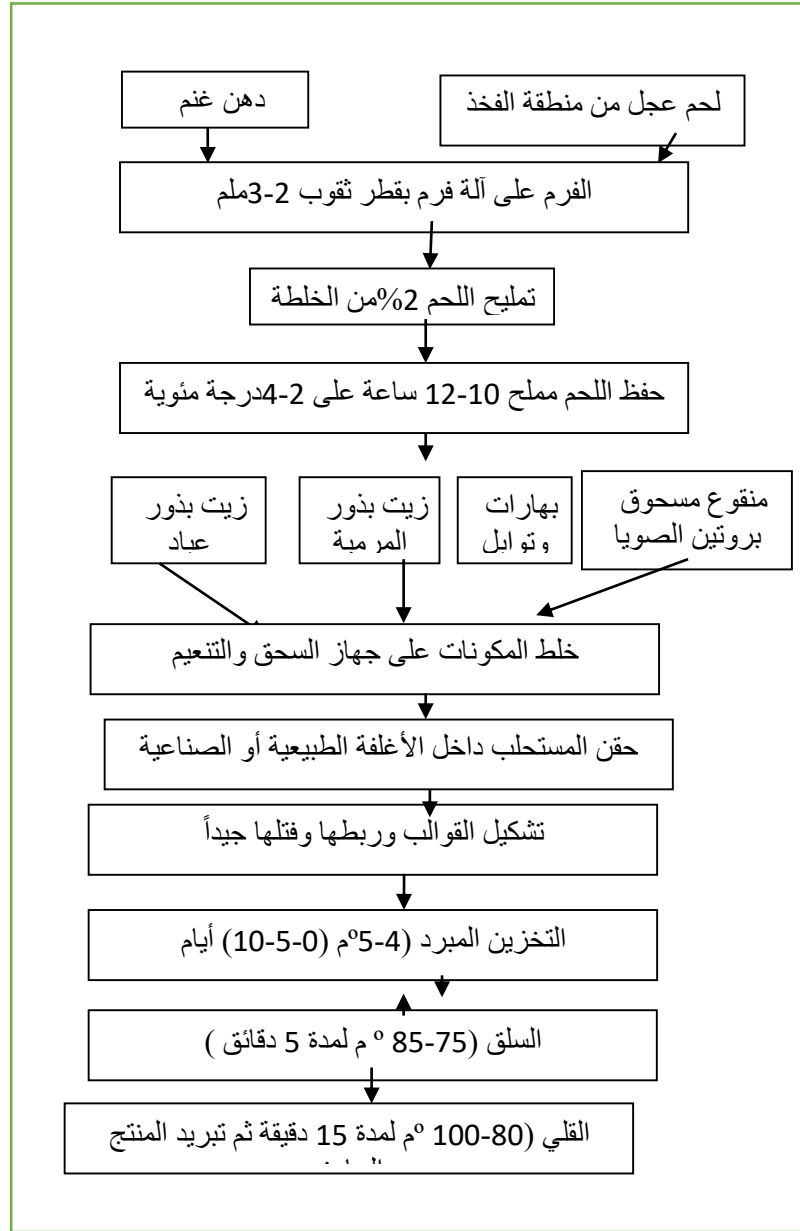 لحم عجل من منطقة الفخذ
دهن غنم
الفرم على آلة فرم بقطر ثقوب 2-3ملم
تمليح اللحم 2%من الخلطة
حفظ اللحم مملح 10-12 ساعة على 2-4درجة مئوية
منقوع مسحوق
بروتين الصويا
بهارات
وتوابل
زيت بذور
المرمية
زيت بذور
عباد
خلط المكونات على جهاز السحق والتنعيم
حقن المستحلب داخل الأغلفة الطبيعية أو الصناعية
تشكيل القوالب وربطها وفتلها جيداً
التخزين المبرد (4-5ºم (0-5-10) أيام
السلق (75-85 º م لمدة 5 دقائق )
القلي (80-100 ºم لمدة 15 دقيقة ثم تبريد المنتج